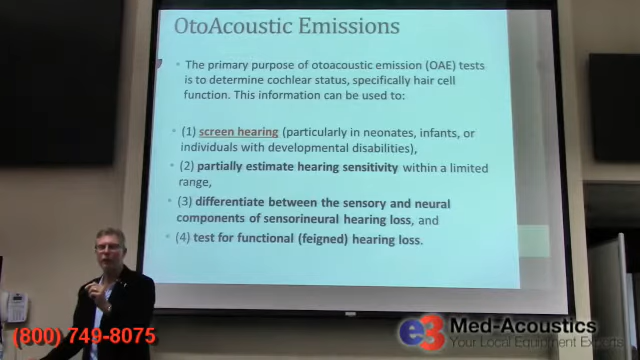 OtoAcoustic Emissions
• The primary purpose of otoacoustic emission (OAE) tests
is to determine cochlear status, specifically hair cell
function. This information can be used to:
• (1) screen hearing (particularly in neonates, infants, or
individuals with developmental disabilities),
• (2) partially estimate hearing sensitivity within a limited
range,
• (3) differentiate between the sensory and neural
components of sensorineural hearing loss, and
• (4) test for functional (feigned) hearing loss.
(800) 749-8075
e3 Med-Acoustics
Your Local Equipment Experts